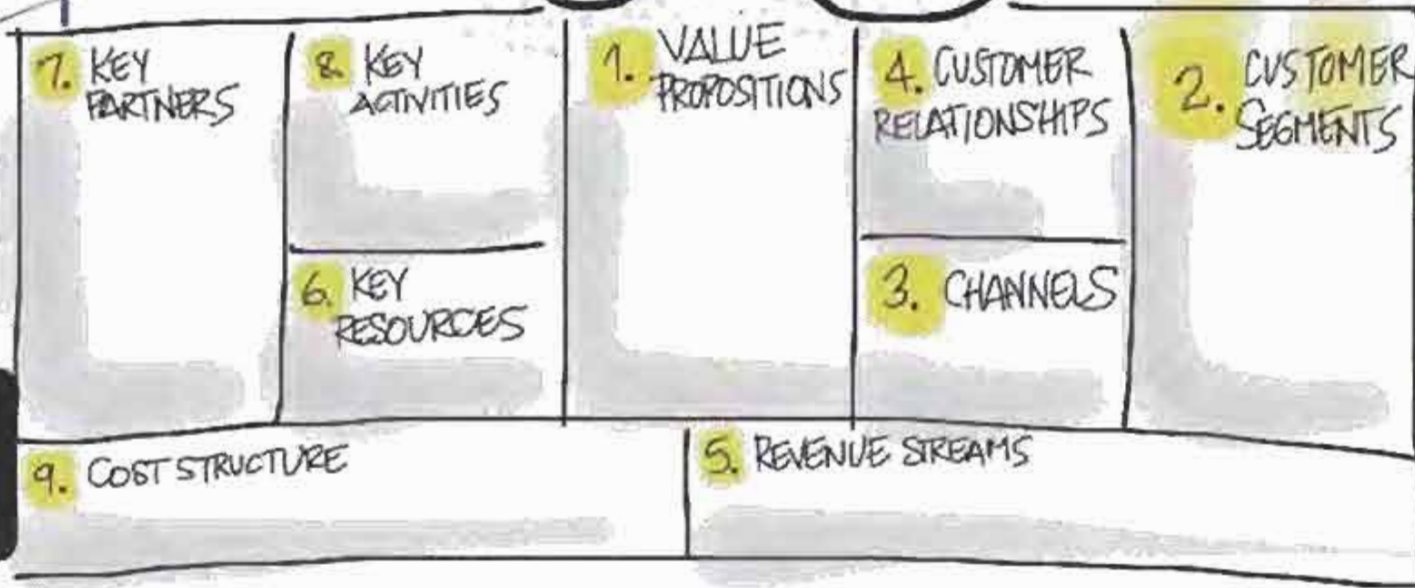 7. KEY
PARTNERS
8. KEY
ACTIVITIES
6. KEY
RESOURCES
1. VALUE
PROPOSITIONS
4. CUSTOMER
RELATIONSHIPS
3. CHANNELS
2. CUSTOMER
SEGMENTS
9. COST STRUCTURE
5. REVENUE STREAMS